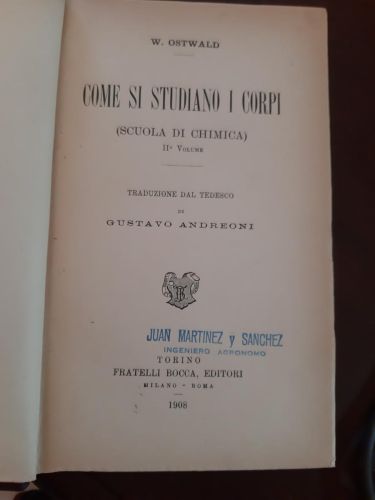 W. OSTWALD
COME SI STUDIANO I CORPI
(SCUOLA DI CHIMICA)
IIº VOLUME
TRADUZIONE DAL TEDESCO
DI
GUSTAVO ANDREONI
JUAN MARTINEZ y SANCHEZ
INGENIERO AGRONOMO
TORINO
FRATELLI BOCCA, EDITORI
MILANO - ROMA
1908